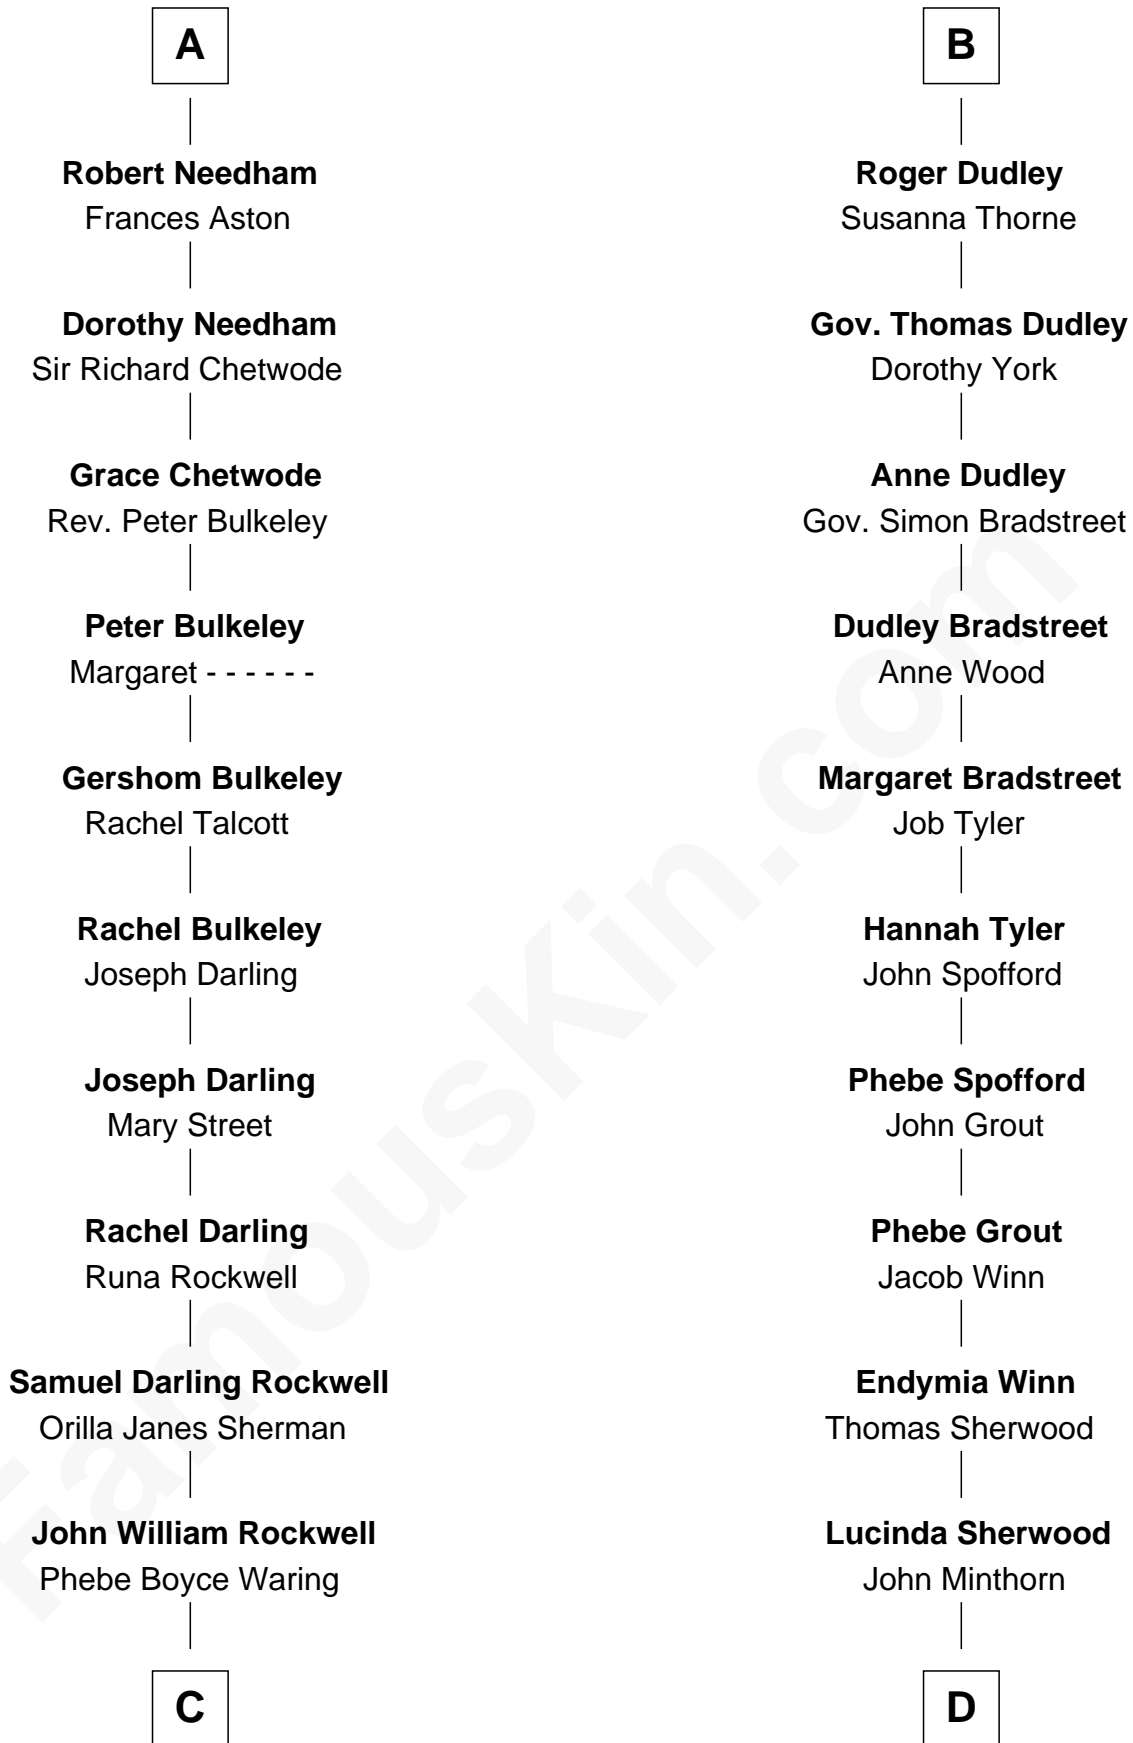 A
Robert Needham
Frances Aston
Dorothy Needham
Sir Richard Chetwode
Grace Chetwode
Rev. Peter Bulkeley
Peter Bulkeley
Margaret - - - - - -
Gershom Bulkeley
Rachel Talcott
Rachel Bulkeley
Joseph Darling
Joseph Darling
Mary Street
Rachel Darling
Runa Rockwell
Samuel Darling Rockwell
Orilla Janes Sherman
John William Rockwell
Phebe Boyce Waring
C
B
Roger Dudley
Susanna Thorne
Gov. Thomas Dudley
Dorothy York
Anne Dudley
Gov. Simon Bradstreet
Dudley Bradstreet
Anne Wood
Margaret Bradstreet
Job Tyler
Hannah Tyler
John Spofford
Phebe Spofford
John Grout
Phebe Grout
Jacob Winn
Endymia Winn
Thomas Sherwood
Lucinda Sherwood
John Minthorn
D
FamousKin.com